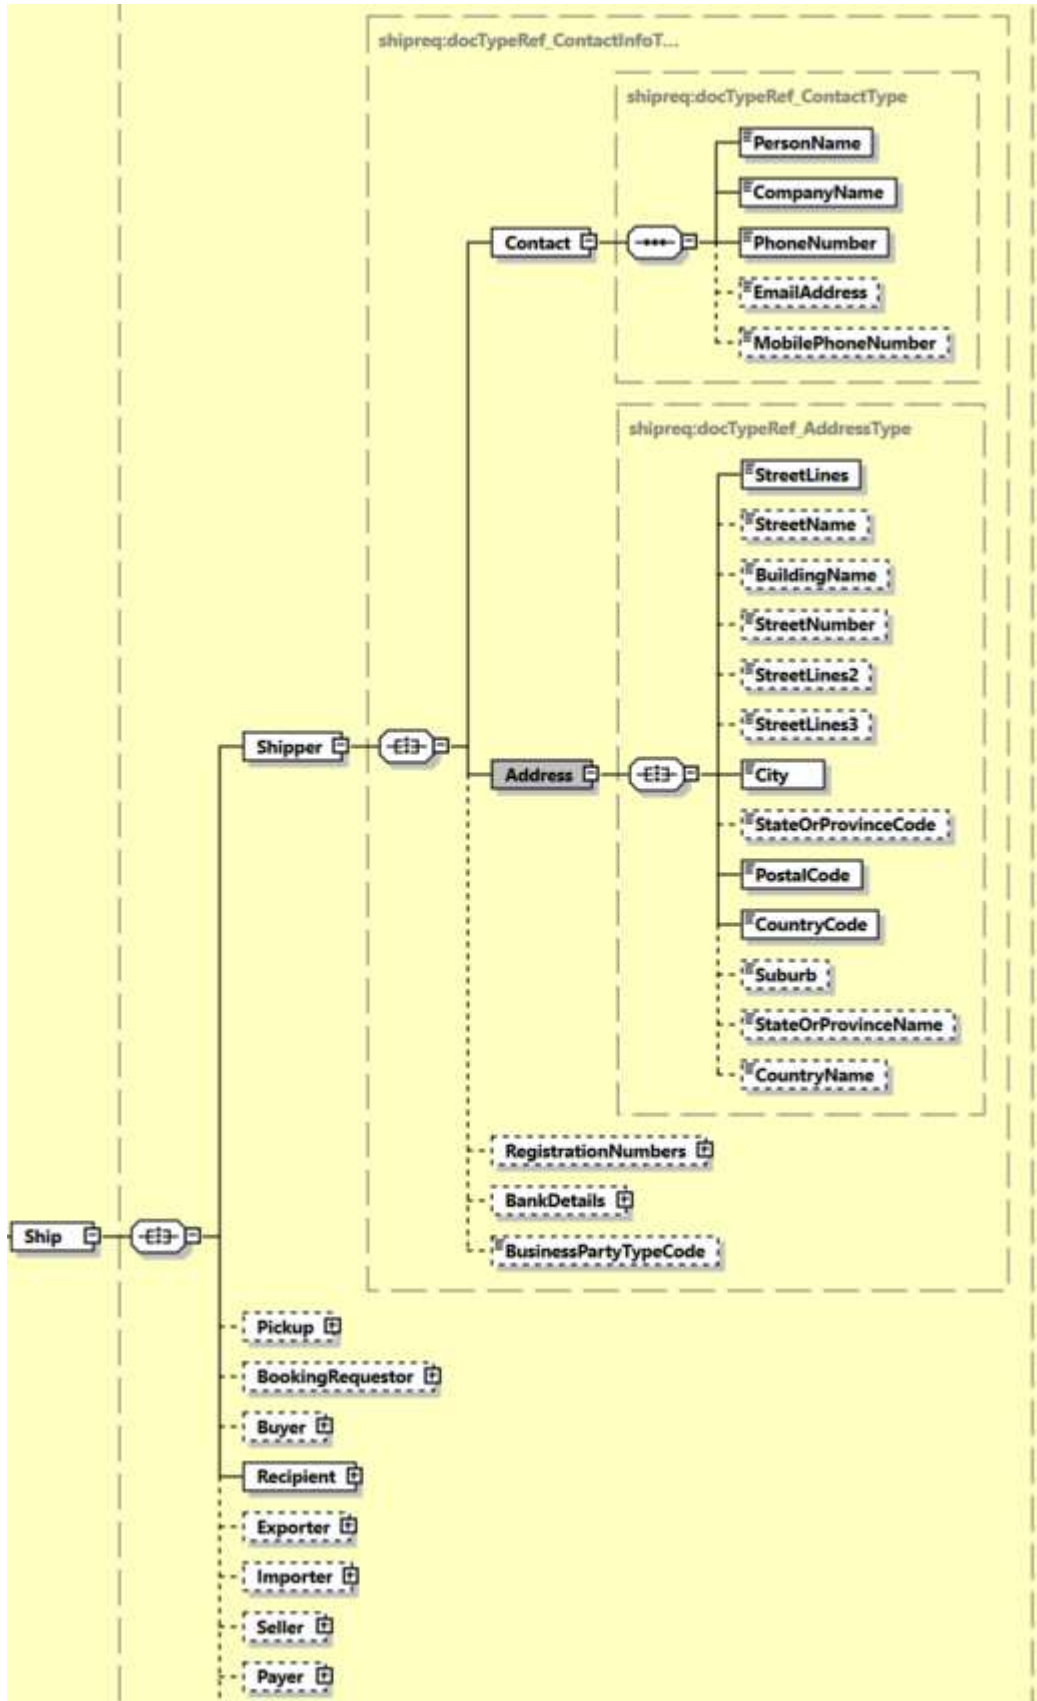 shipreq:docTypeRef_ContactInfoT...
shipreq:docTypeRef_ContactType
PersonName
CompanyName
Contact
PhoneNumber
EmailAddress
MobilePhoneNumber
shipreq:docTypeRef_AddressType
StreetLines
StreetName
BuildingName
StreetNumber
StreetLines2
StreetLines3
Shipper
Address
City
StateOrProvinceCode
PostalCode
CountryCode
Suburb
StateOrProvinceName
CountryName
RegistrationNumbers
BankDetails
Ship
BusinessPartyTypeCode
Pickup
BookingRequestor
Buyer
Recipient
Exporter
Importer
Seller
Payer